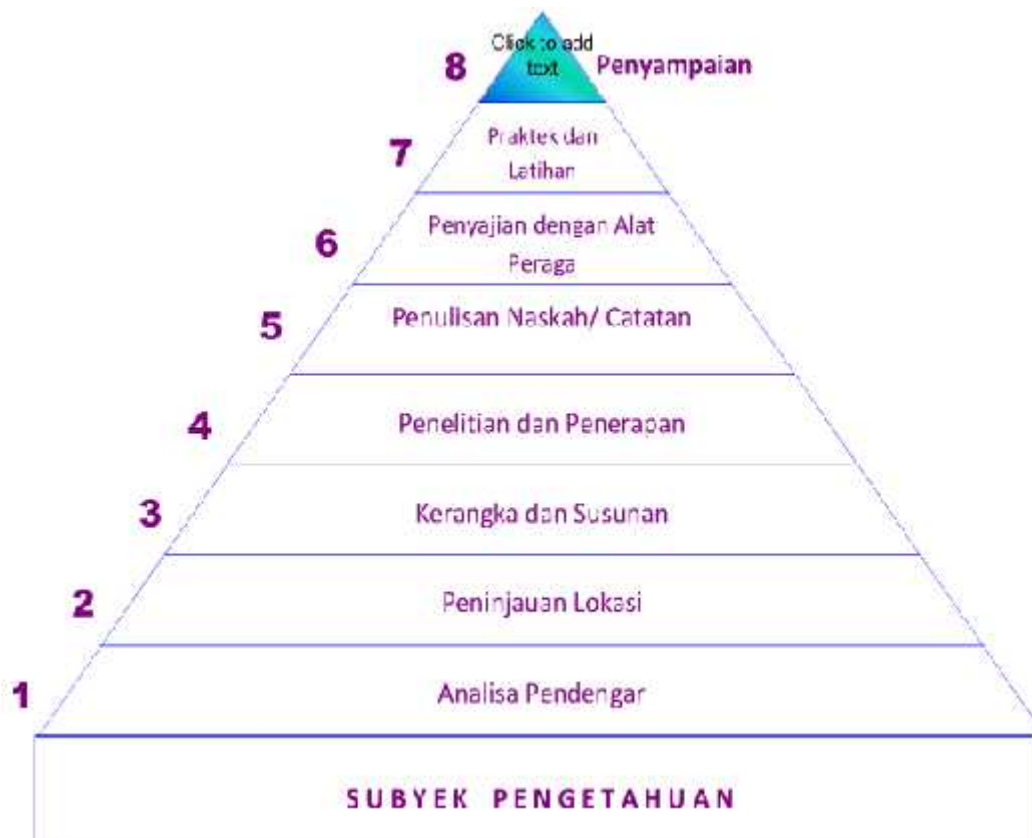 Click to add
text
8
Penyampaian
7
Praktek dan
Latihan
6
Penyajian dengan Alat
Peraga
5
Penulisan Naskah/ Catatan
4
Penelitian dan Penerapan
3
Kerangka dan Susunan
2
Peninjauan Lokasi
1
Analisa Pendengar
SUBYEK PENGETAHUAN